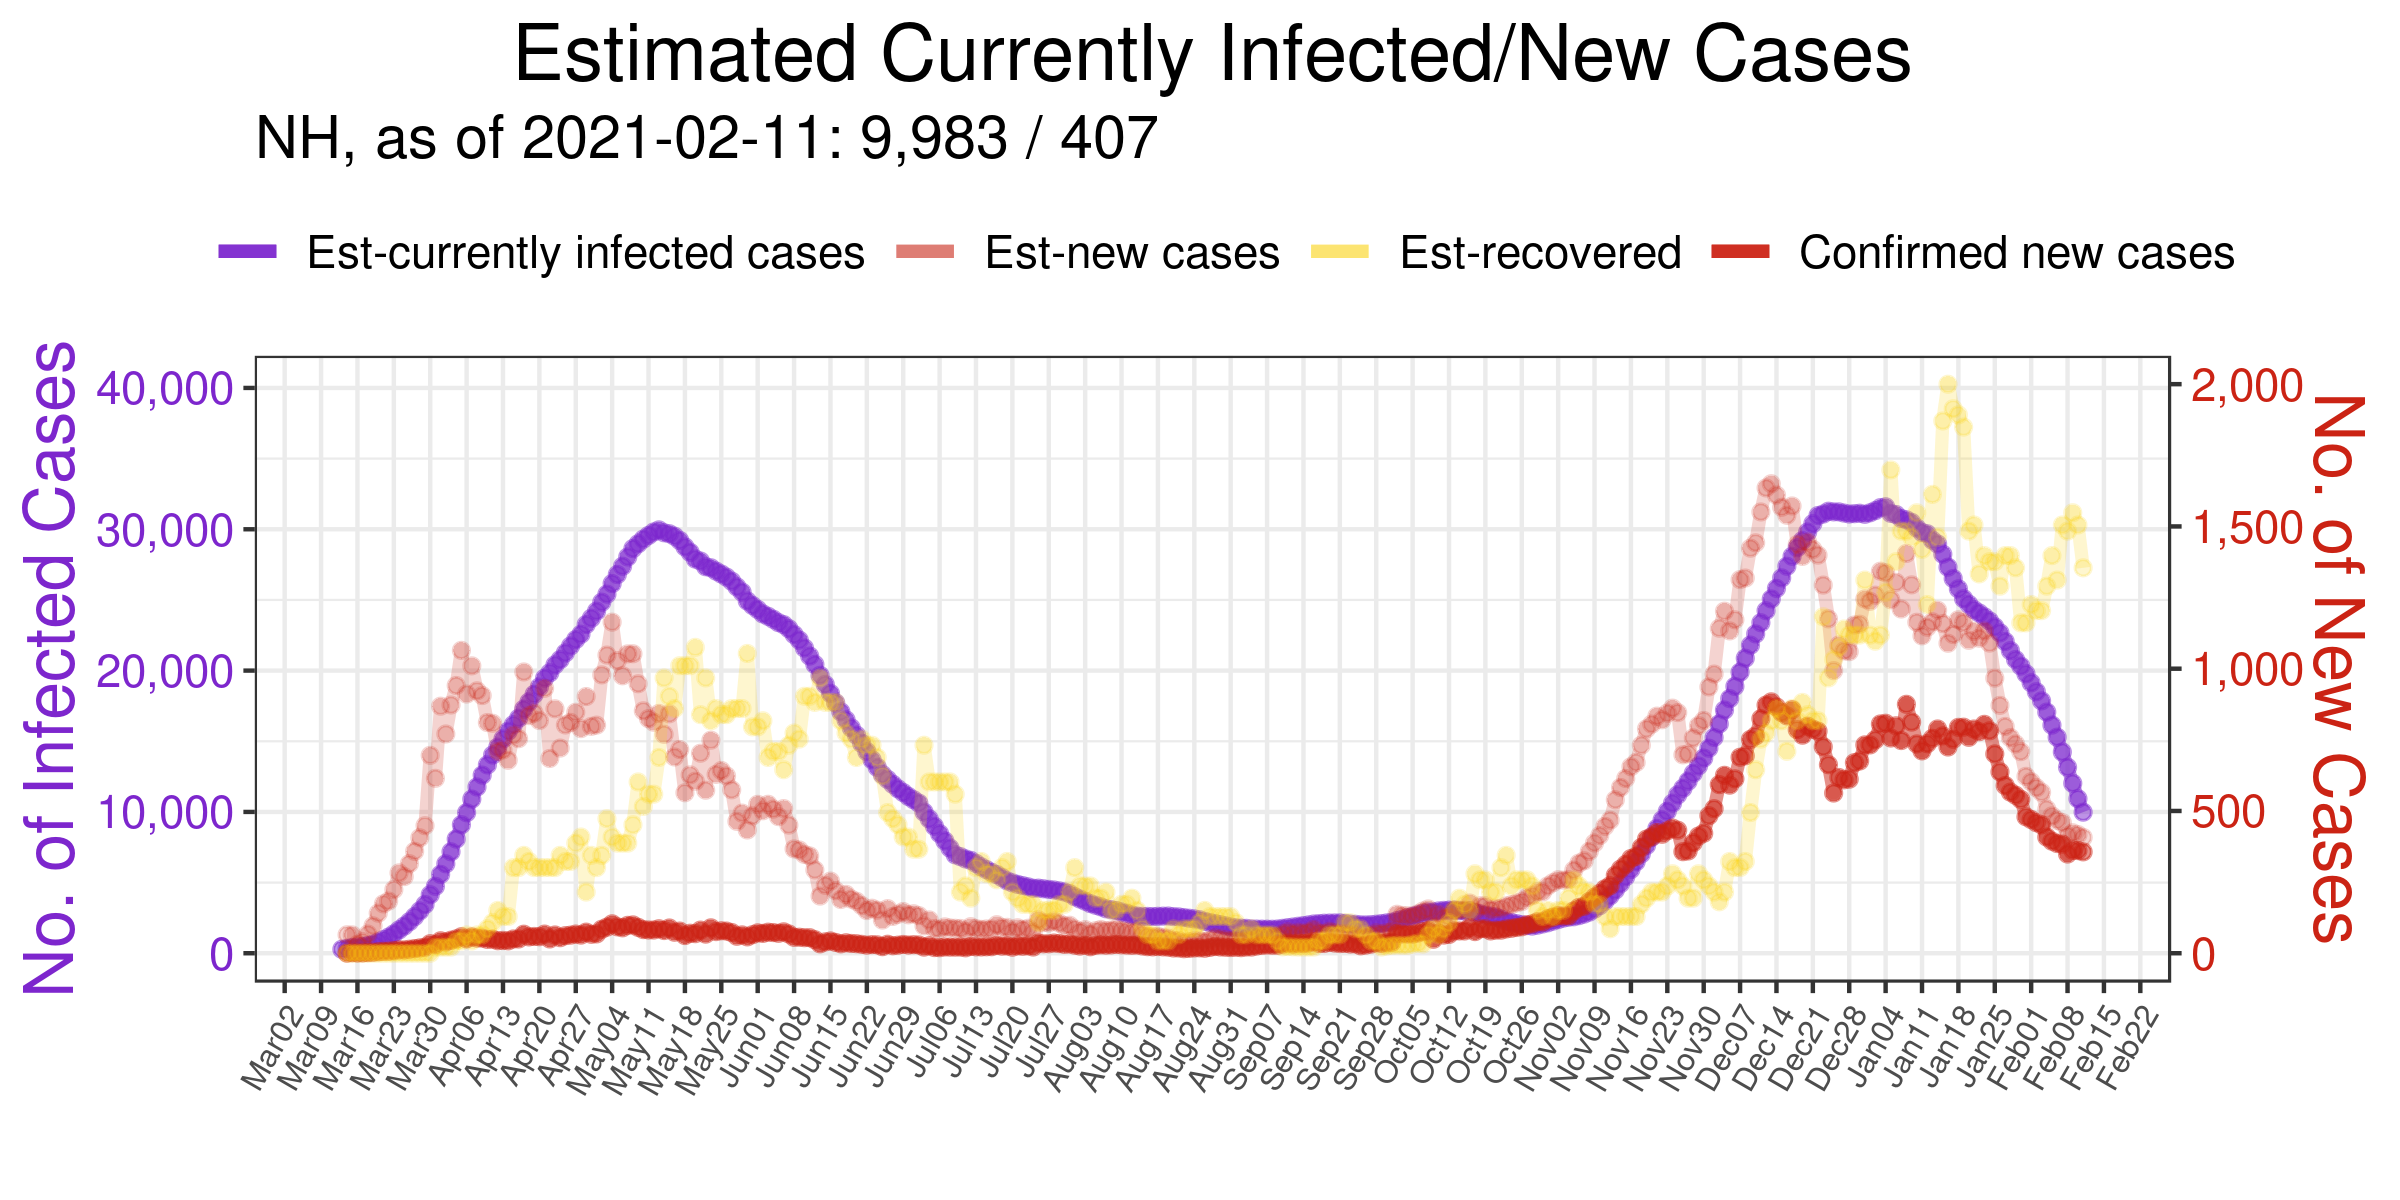 Estimated Currently Infected/New Cases
NH, as of 2021-02-11: 9,983 / 407
Est-currently infected cases Est-new cases Est-recovered Confirmed new cases
No. of Infected Cases
40,000
30,000
20,000
10,000
0
2,000
1,500
1,000
500
0
No. of New Cases
Mar02 Mar09 Mar16 Mar23 Mar30 Apr06 Apr13 Apr20 Apr27 May04 May11 May18 May25 Jun01 Jun08 Jun15 Jun22 Jun29 Jul06 Jul13 Jul20 Jul27 Aug03 Aug10 Aug17 Aug24 Aug31 Sep07 Sep14 Sep21 Sep28 Oct05 Oct12 Oct19 Oct26 Nov02 Nov09 Nov16 Nov23 Nov30 Dec07 Dec14 Dec21 Dec28 Jan04 Jan11 Jan18 Jan25 Feb01 Feb08 Feb15 Feb22